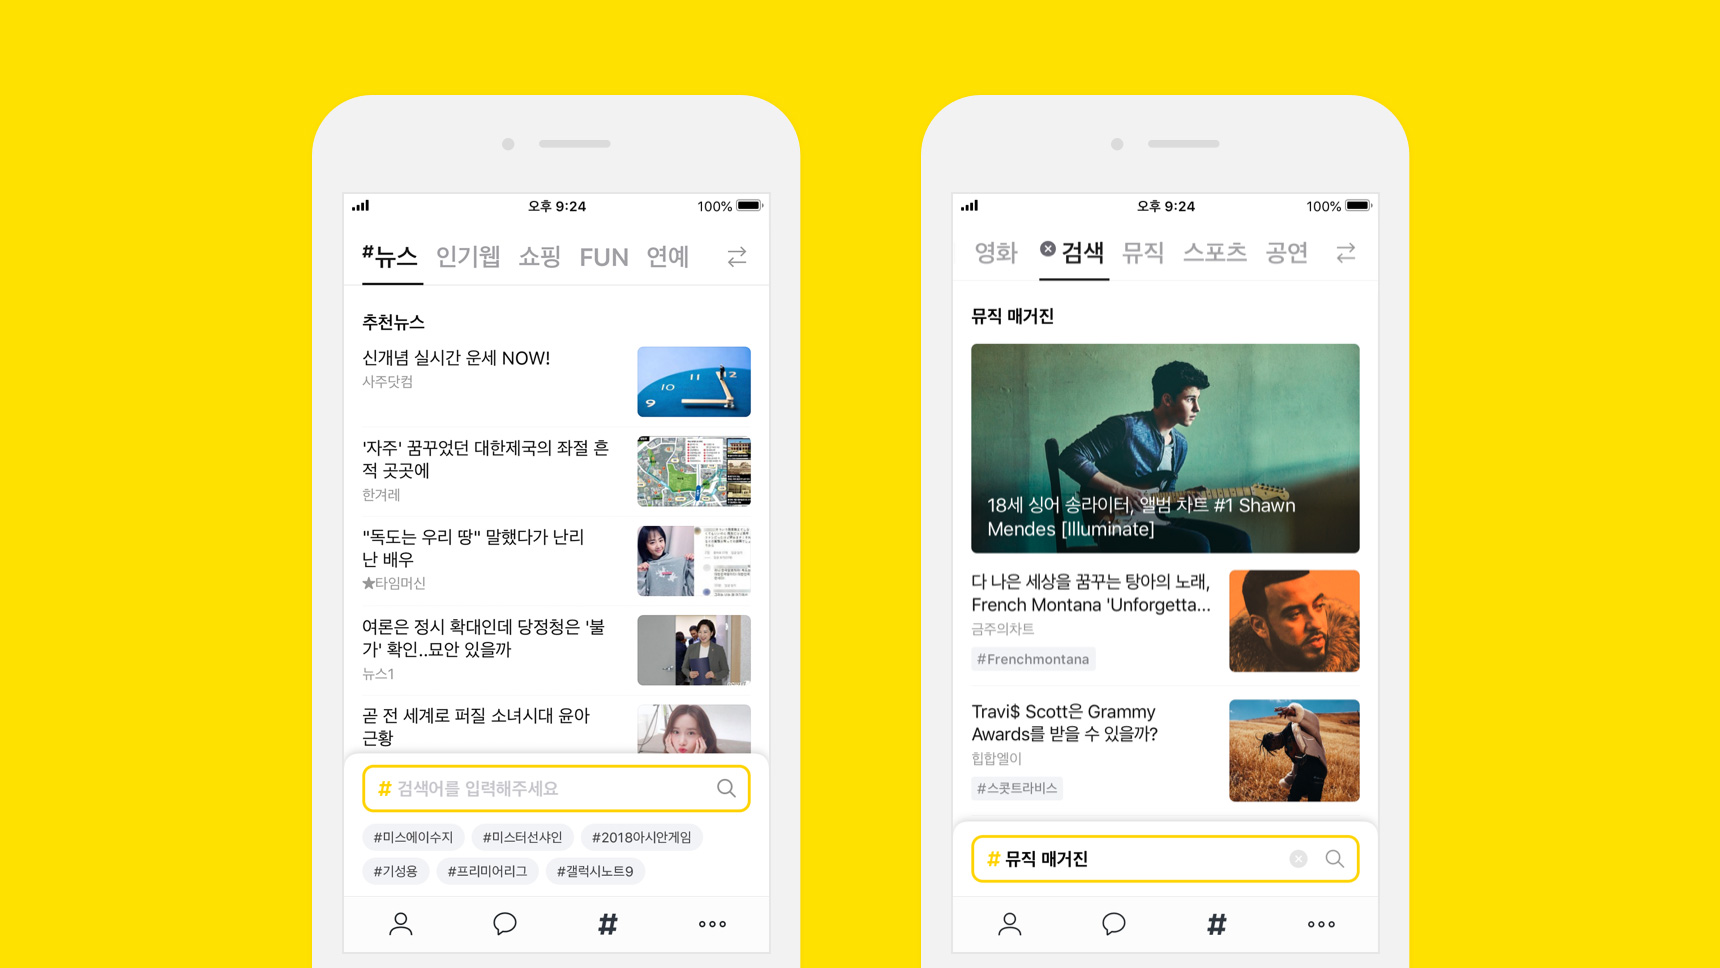 오후 9:24
100%
#뉴스 인기웹 쇼핑 FUN 연예
추천뉴스
신개념 실시간 운세 NOW!
사주닷컴
9 10 11 12
'자주' 꿈꾸었던 대한제국의 좌절 흔
적 곳곳에
한겨레
"독도는 우리 땅" 말했다가 난리
난 배우
★타임머신
여론은 정시 확대인데 당정청은 '불
가' 확인..묘안 있을까
뉴스1
곧 전 세계로 퍼질 소녀시대 윤아
근황
# 검색어를 입력해주세요
#미스에이수지 #미스터선샤인 #2018아시안게임
#기성용 #프리미어리그 #갤럭시노트9
#
오후 9:24
100%
영화 검색 뮤직 스포츠 공연
뮤직 매거진
18세 싱어 송라이터, 앨범 차트 #1 Shawn
Mendes [Illuminate]
다 나은 세상을 꿈꾸는 탕아의 노래,
French Montana 'Unforgetta...
금주의차트
#Frenchmontana
Travi$ Scott은 Grammy
Awards를 받을 수 있을까?
힙합엘이
#스콧트라비스
# 뮤직 매거진
#